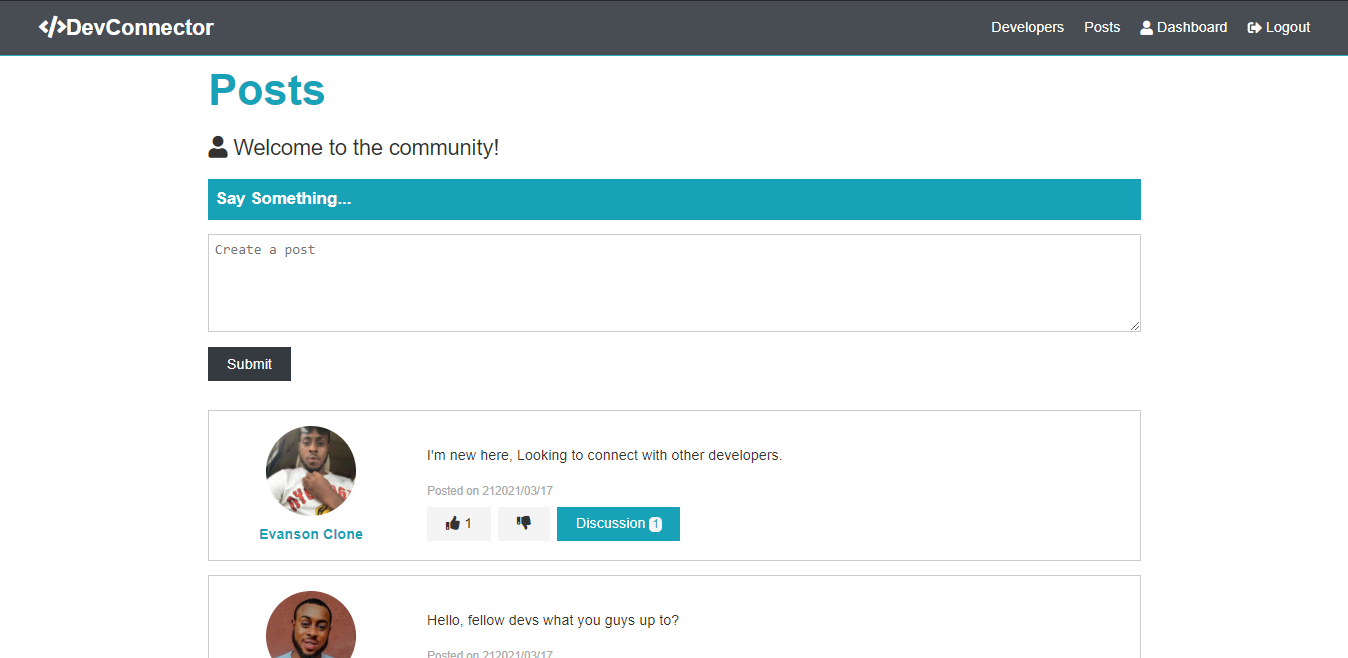 </>DevConnector
Developers Posts Dashboard Logout
Posts
Welcome to the community!
Say Something...
Create a post
Submit
I'm new here, Looking to connect with other developers.
Posted on 212021/03/17
1 Discussion 1
Evanson Clone
Hello, fellow devs what you guys up to?
Posted on 212021/03/17